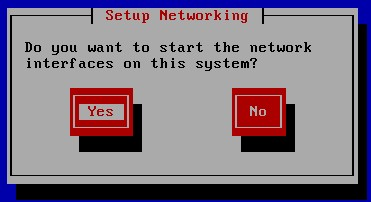 Setup Networking
Do you want to start the network
interfaces on this system?
Yes No